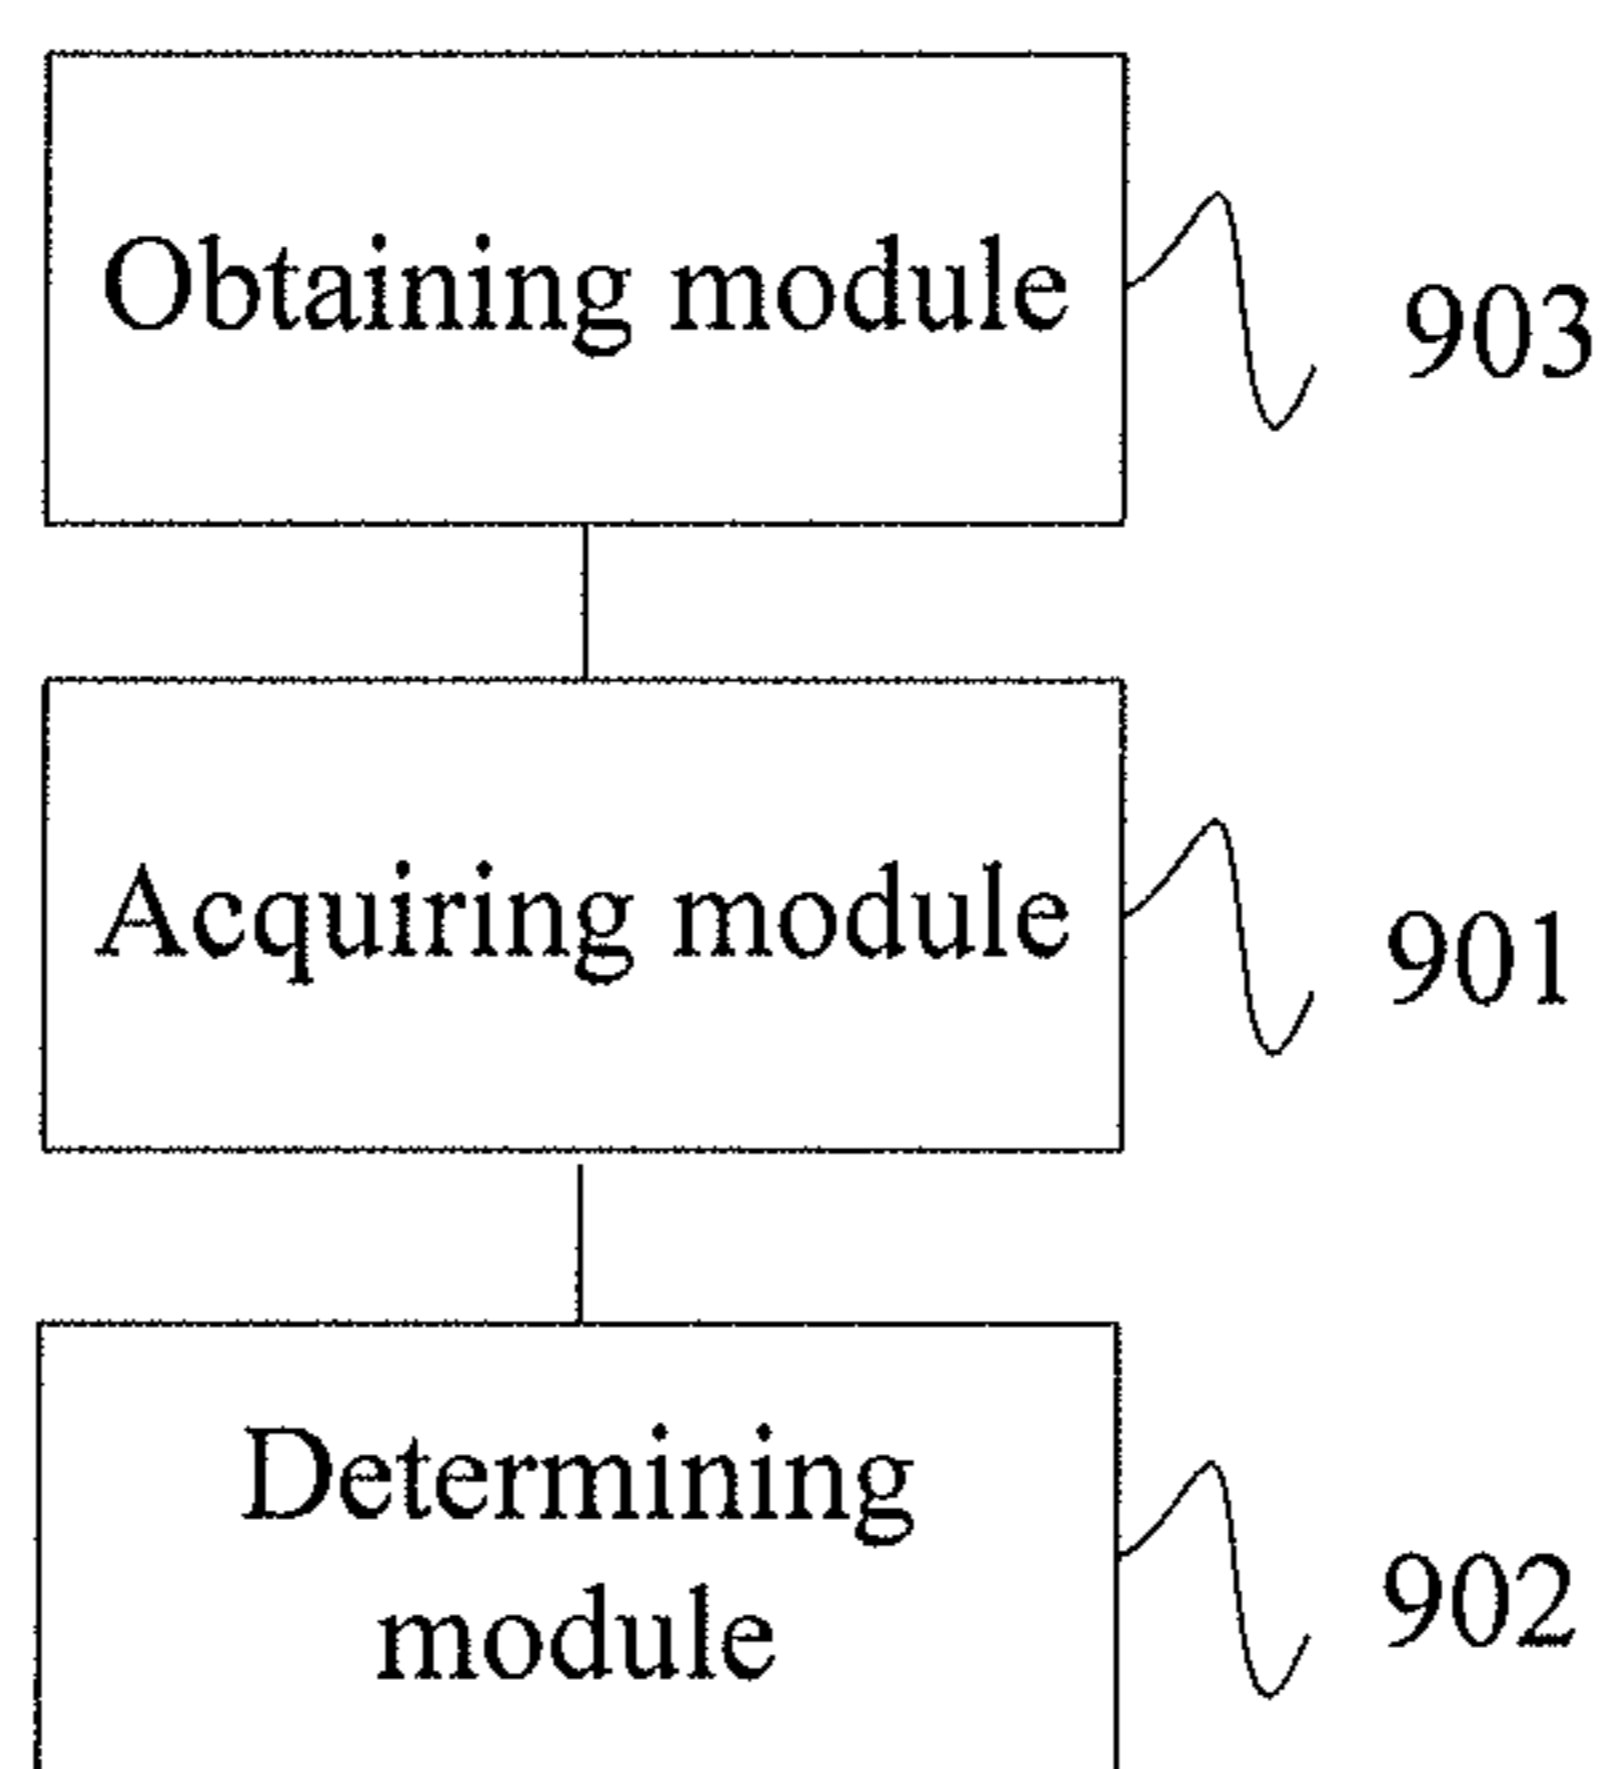 Obtaining module
903
Acquiring module
901
Determining
module
902